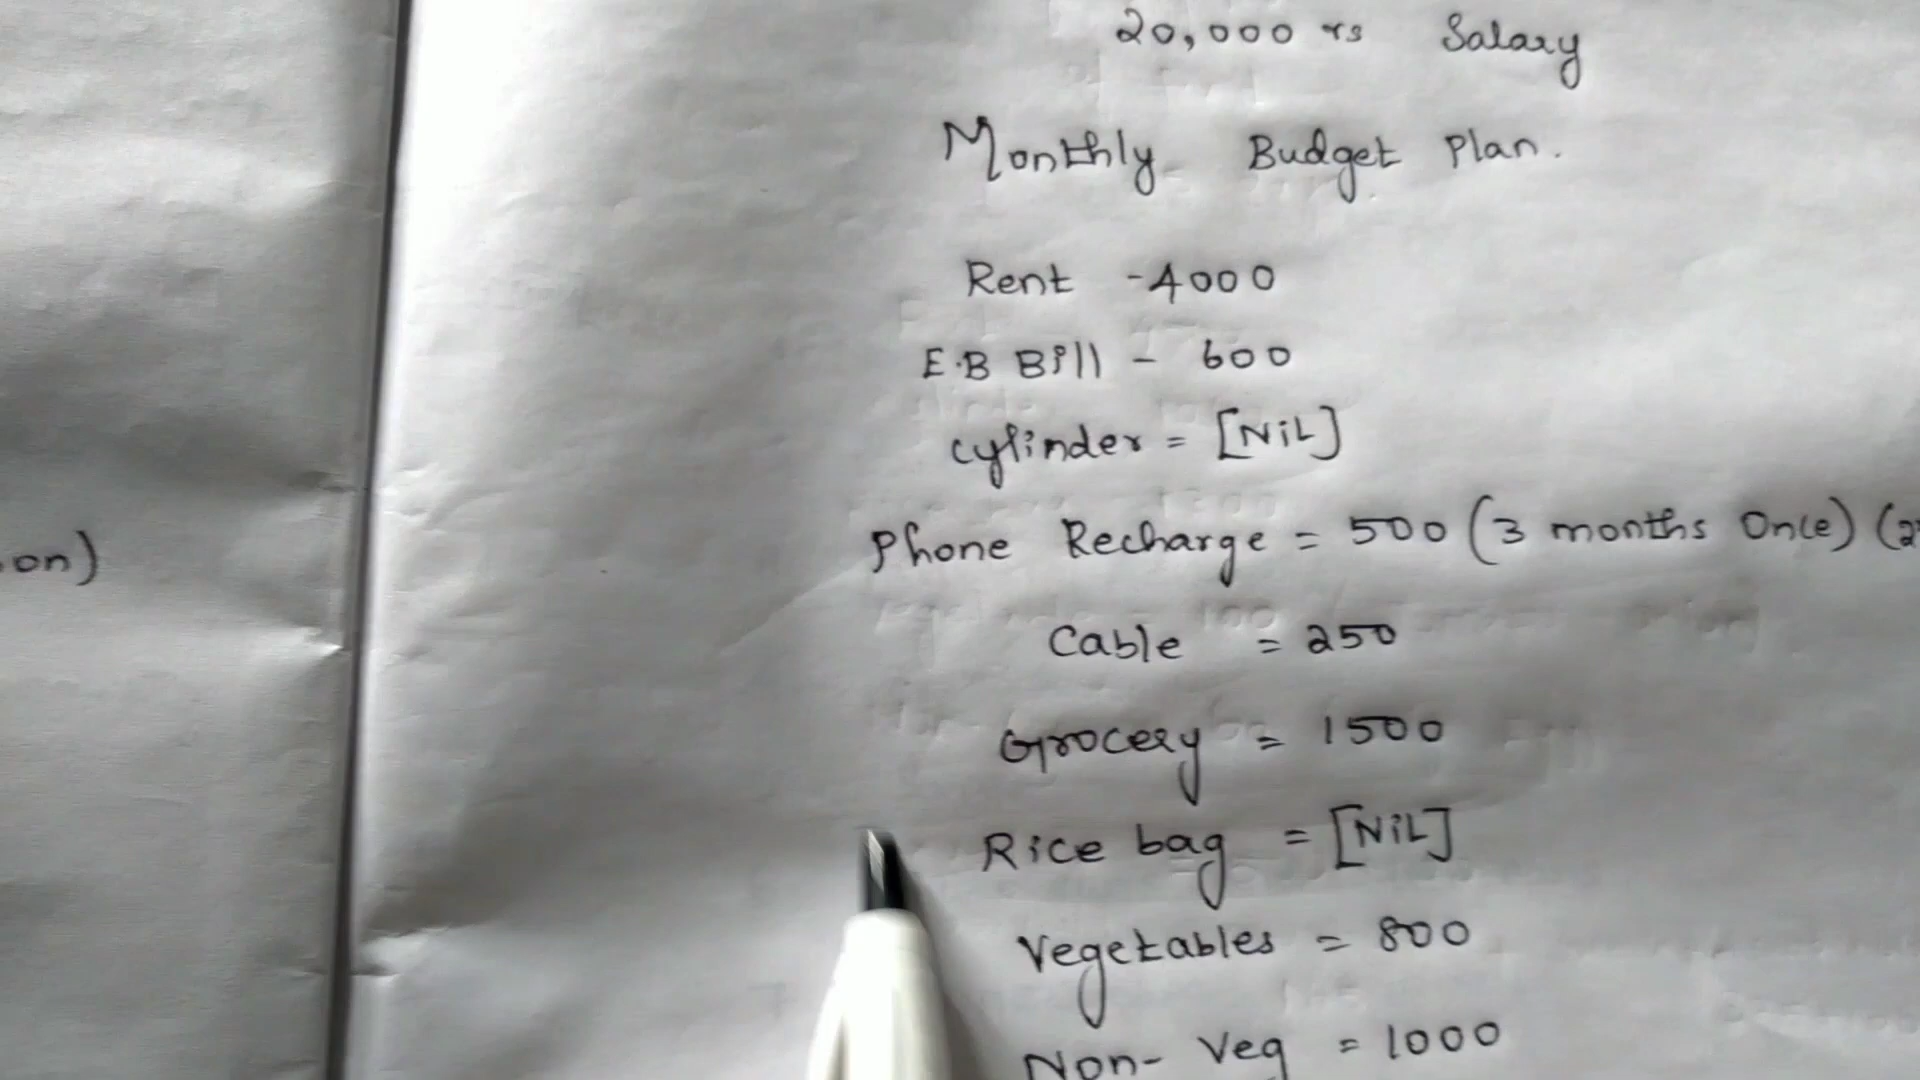 20,000 rs Salary
Monthly Budget Plan.
Rent - 4000
E.B Bill - 600
cylinder = [NiL]
on)
Phone Recharge = 500 (3 months Once) (2
Cable = 250
Grocery = 1500
Rice bag = [NiL]
Vegetables = 800
Non- Veg = 1000